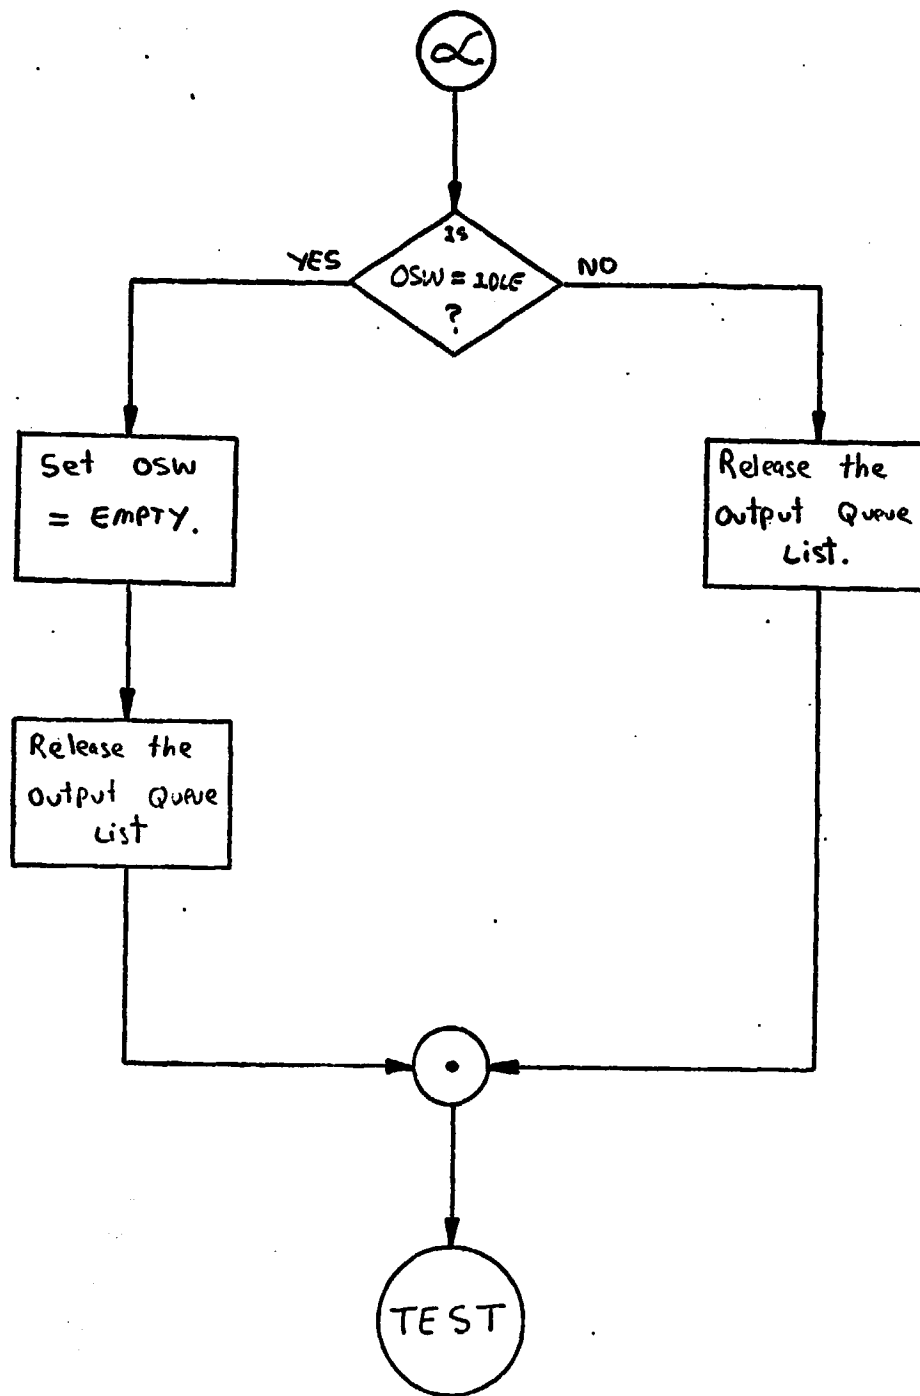 ∝
Is
OSW = IDLE
?
YES
NO
Set OSW
= EMPTY.
Release the
Output Queue
List.
Release the
Output Queue
List
TEST